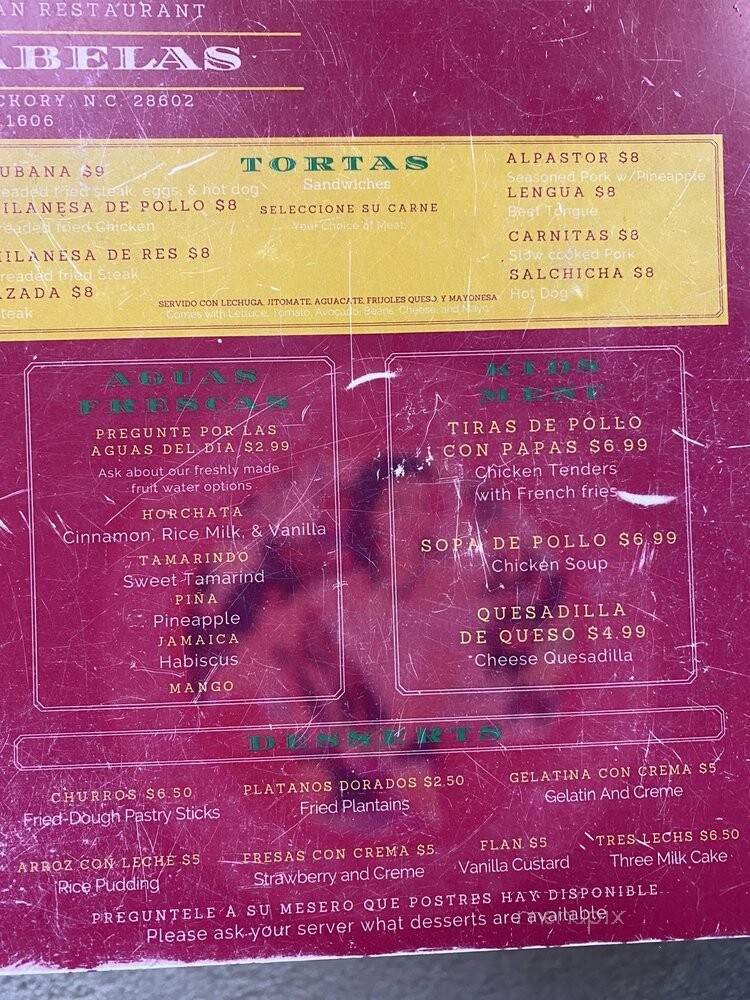 AN RESTAURANT
ABELAS
CKORY, N.C. 28602
1606
TORTAS
Sandwiches
SELECCIONE SU CARNE
Your Choice of Meat
UBANA $9
readed fried steak, eggs, & hot dog
ILANESA DE POLLO $8
readed fried Chicken
ILANESA DE RES $8
readed fried Steak
AZADA $8
teak
ALPASTOR $8
Seasoned Pork w/Pineapple
LENGUA $8
Beef Tongue
CARNITAS $8
Slow cooked Pork
SALCHICHA $8
Hot Dog
SERVIDO CON LECHUGA, JITOMATE, AGUACATE, FRIJOLES QUESO, Y MAYONESA
Comes with Lettuce, Tomato, Avocado, Beans, Cheese, and Mayo
AGUAS
FRESCAS
PREGUNTE POR LAS
AGUAS DEL DIA $2.99
Ask about our freshly made
fruit water options
HORCHATA
Cinnamon, Rice Milk, & Vanilla
TAMARINDO
Sweet Tamarind
PIÑA
Pineapple
JAMAICA
Habiscus
MANGO
KIDS
MENE
TIRAS DE POLLO
CON PAPAS $6.99
Chicken Tenders
with French fries
SOPA DE POLLO $6.99
Chicken Soup
QUESADILLA
DE QUESO $4.99
Cheese Quesadilla
DESSERTS
CHURROS $6.50
Fried-Dough Pastry Sticks
PLATANOS DORADOS $2.50
Fried Plantains
GELATINA CON CREMA $5
Gelatin And Creme
ARROZ CON LECHE $5
Rice Pudding
FRESAS CON CREMA $5
Strawberry and Creme
FLAN $5
Vanilla Custard
TRES LECHS $6.50
Three Milk Cake
PREGUNTELE A SU MESERO QUE POSTRES HAY DISPONIBLE
Please ask your server what desserts are available
menupix